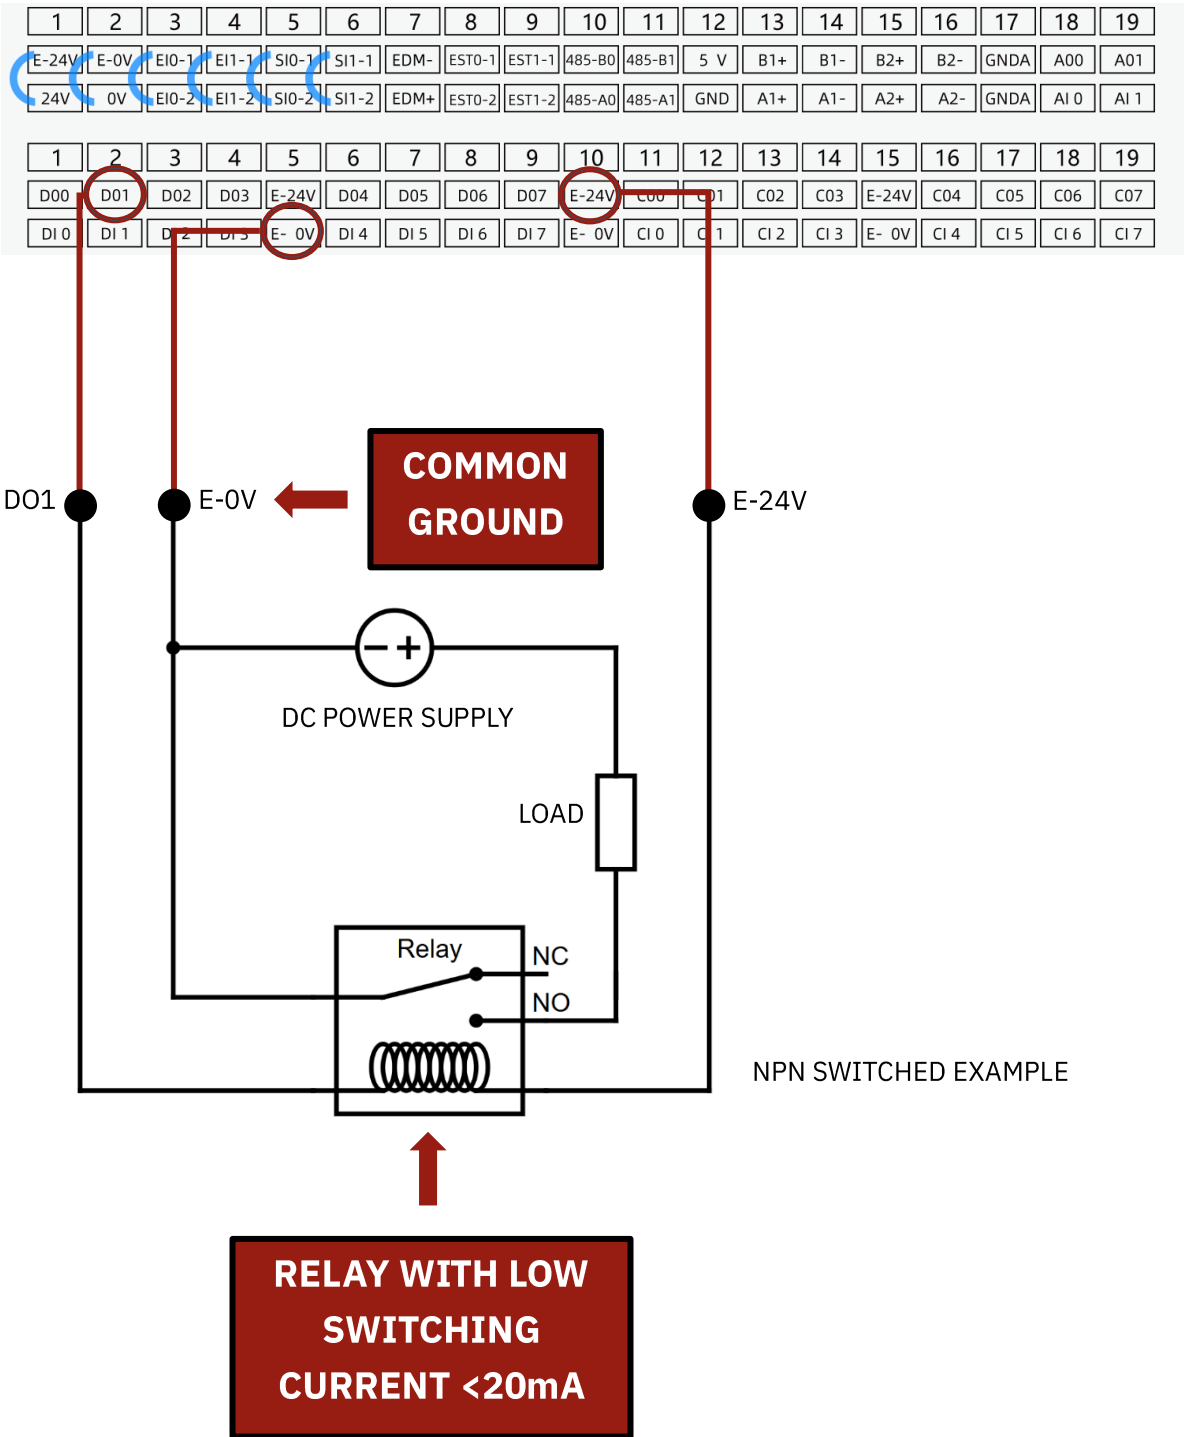 1 2 3 4 5 6 7 8 9 10 11 12 13 14 15 16 17 18 19
E-24V E-0V EI0-1 EI1-1 SI0-1 SI1-1 EDM- EST0-1 EST1-1 485-B0 485-B1 5 V B1+ B1- B2+ B2- GNDA A00 A01
24V 0V EI0-2 EI1-2 SI0-2 SI1-2 EDM+ EST0-2 EST1-2 485-A0 485-A1 GND A1+ A1- A2+ A2- GNDA AI 0 AI 1
1 2 3 4 5 6 7 8 9 10 11 12 13 14 15 16 17 18 19
D00 D01 D02 D03 E-24V D04 D05 D06 D07 E-24V C00 C01 C02 C03 E-24V C04 C05 C06 C07
DI 0 DI 1 DI 2 DI 3 E- 0V DI 4 DI 5 DI 6 DI 7 E- 0V CI 0 CI 1 CI 2 CI 3 E- 0V CI 4 CI 5 CI 6 CI 7
COMMON
GROUND
DO1 E-0V E-24V
DC POWER SUPPLY
LOAD
Relay NC
NO
NPN SWITCHED EXAMPLE
RELAY WITH LOW
SWITCHING
CURRENT <20mA